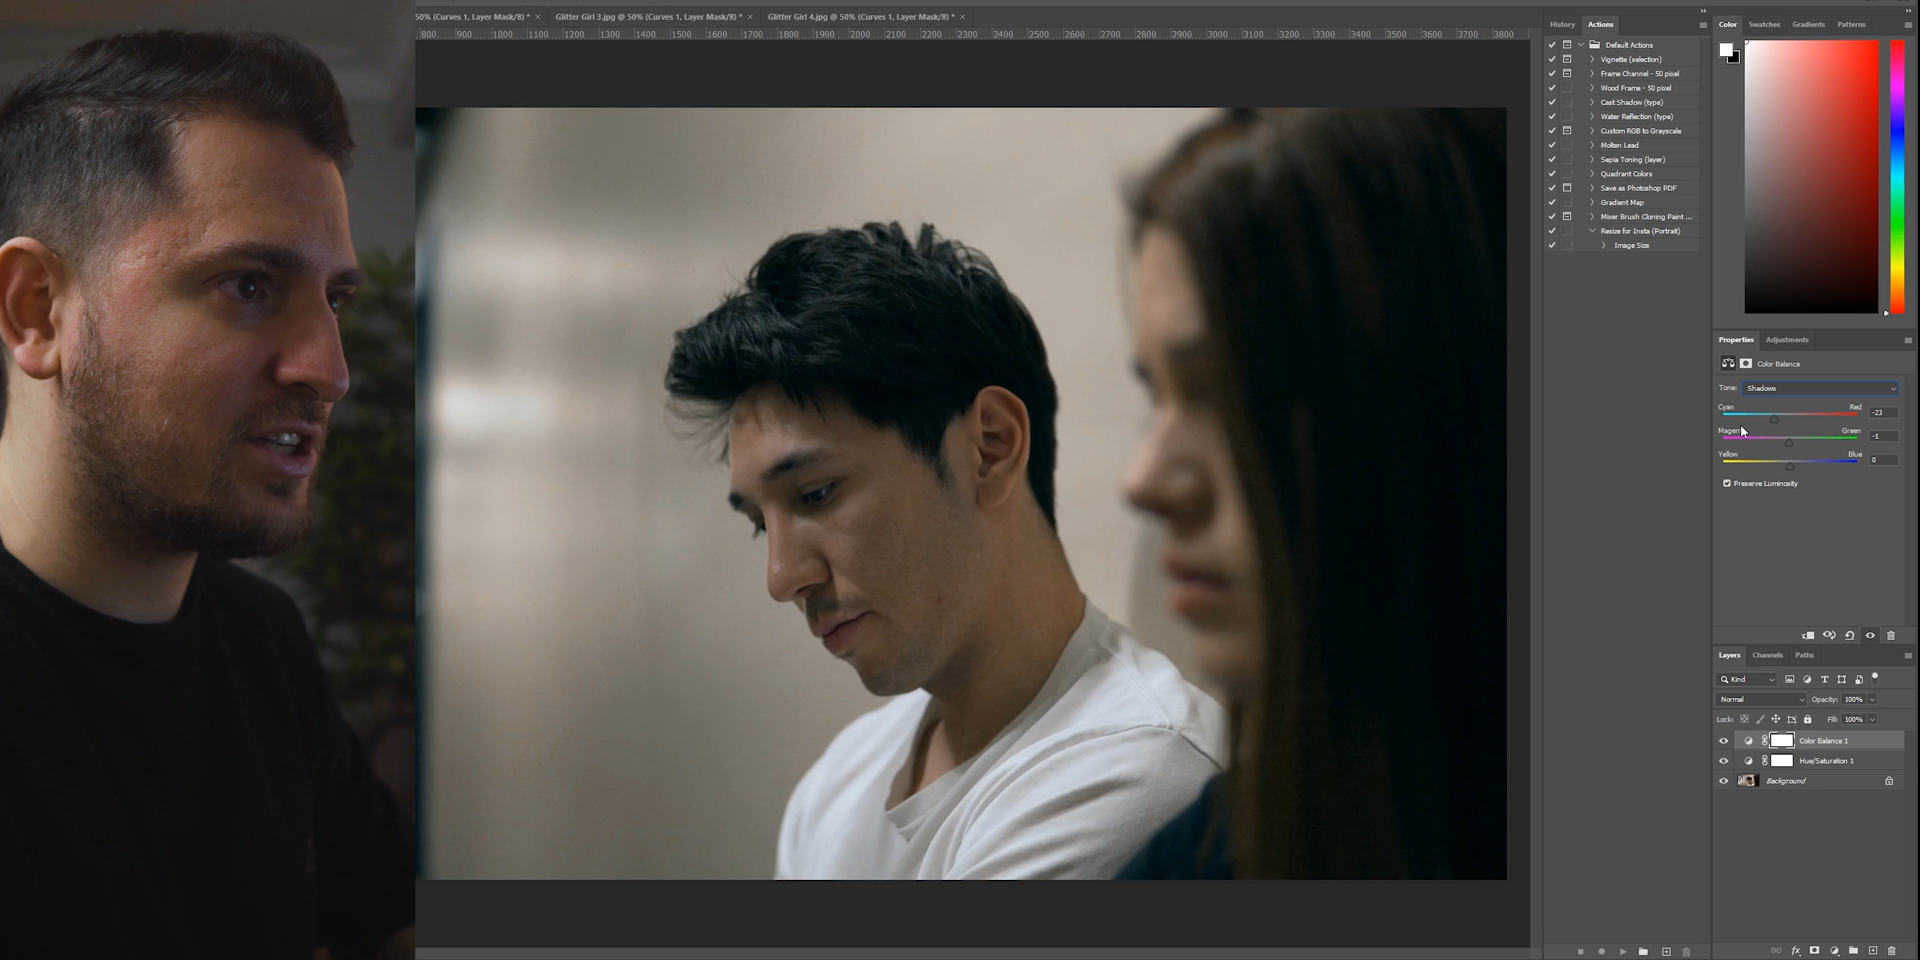 50% (Curves 1, Layer Mask/8) * ×
Glitter Girl 3.jpg @ 50% (Curves 1, Layer Mask/8) * ×
Glitter Girl 4.jpg @ 50% (Curves 1, Layer Mask/8) * ×
800 900 1000 1100 1200 1300 1400 1500 1600 1700 1800 1900 2000 2100 2200 2300 2400 2500 2600 2700 2800 2900 3000 3100 3200 3300 3400 3500 3600 3700 3800
History Actions
Default Actions
Vignette (selection)
Frame Channel - 50 pixel
Wood Frame - 50 pixel
Cast Shadow (type)
Water Reflection (type)
Custom RGB to Grayscale
Molten Lead
Sepia Toning (layer)
Quadrant Colors
Save as Photoshop PDF
Gradient Map
Mixer Brush Cloning Paint ...
Resize for Insta (Portrait)
Image Size
Color Swatches Gradients Patterns
Properties Adjustments
Color Balance
Tone: Shadows
Cyan Red -23
Magen Green -1
Yellow Blue 0
Preserve Luminosity
Layers Channels Paths
Kind
Normal Opacity: 100%
Lock: Fill: 100%
Color Balance 1
Hue/Saturation 1
Background
fx